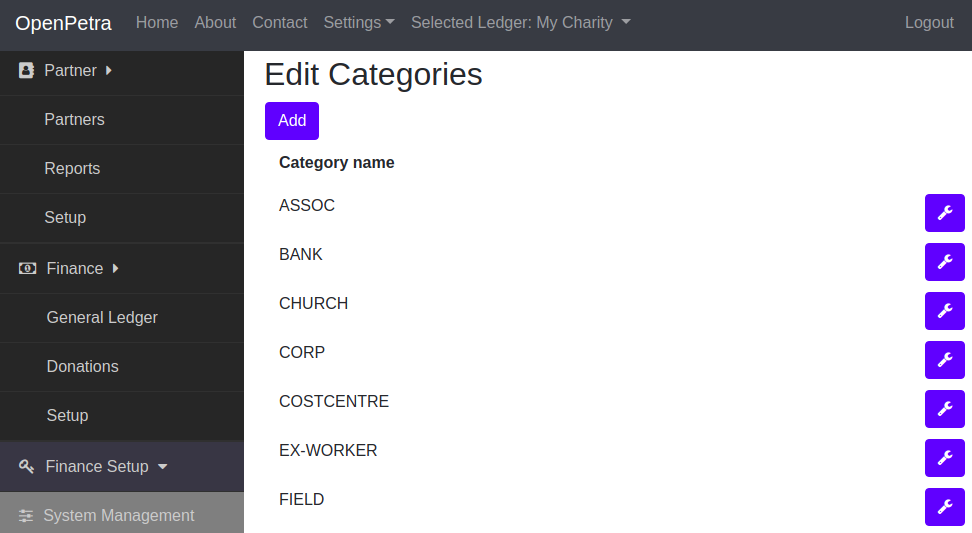 OpenPetra Home About Contact Settings Selected Ledger: My Charity Logout
Partner
Partners
Reports
Setup
Finance
General Ledger
Donations
Setup
Finance Setup
System Management
Edit Categories
Add
Category name
ASSOC
BANK
CHURCH
CORP
COSTCENTRE
EX-WORKER
FIELD